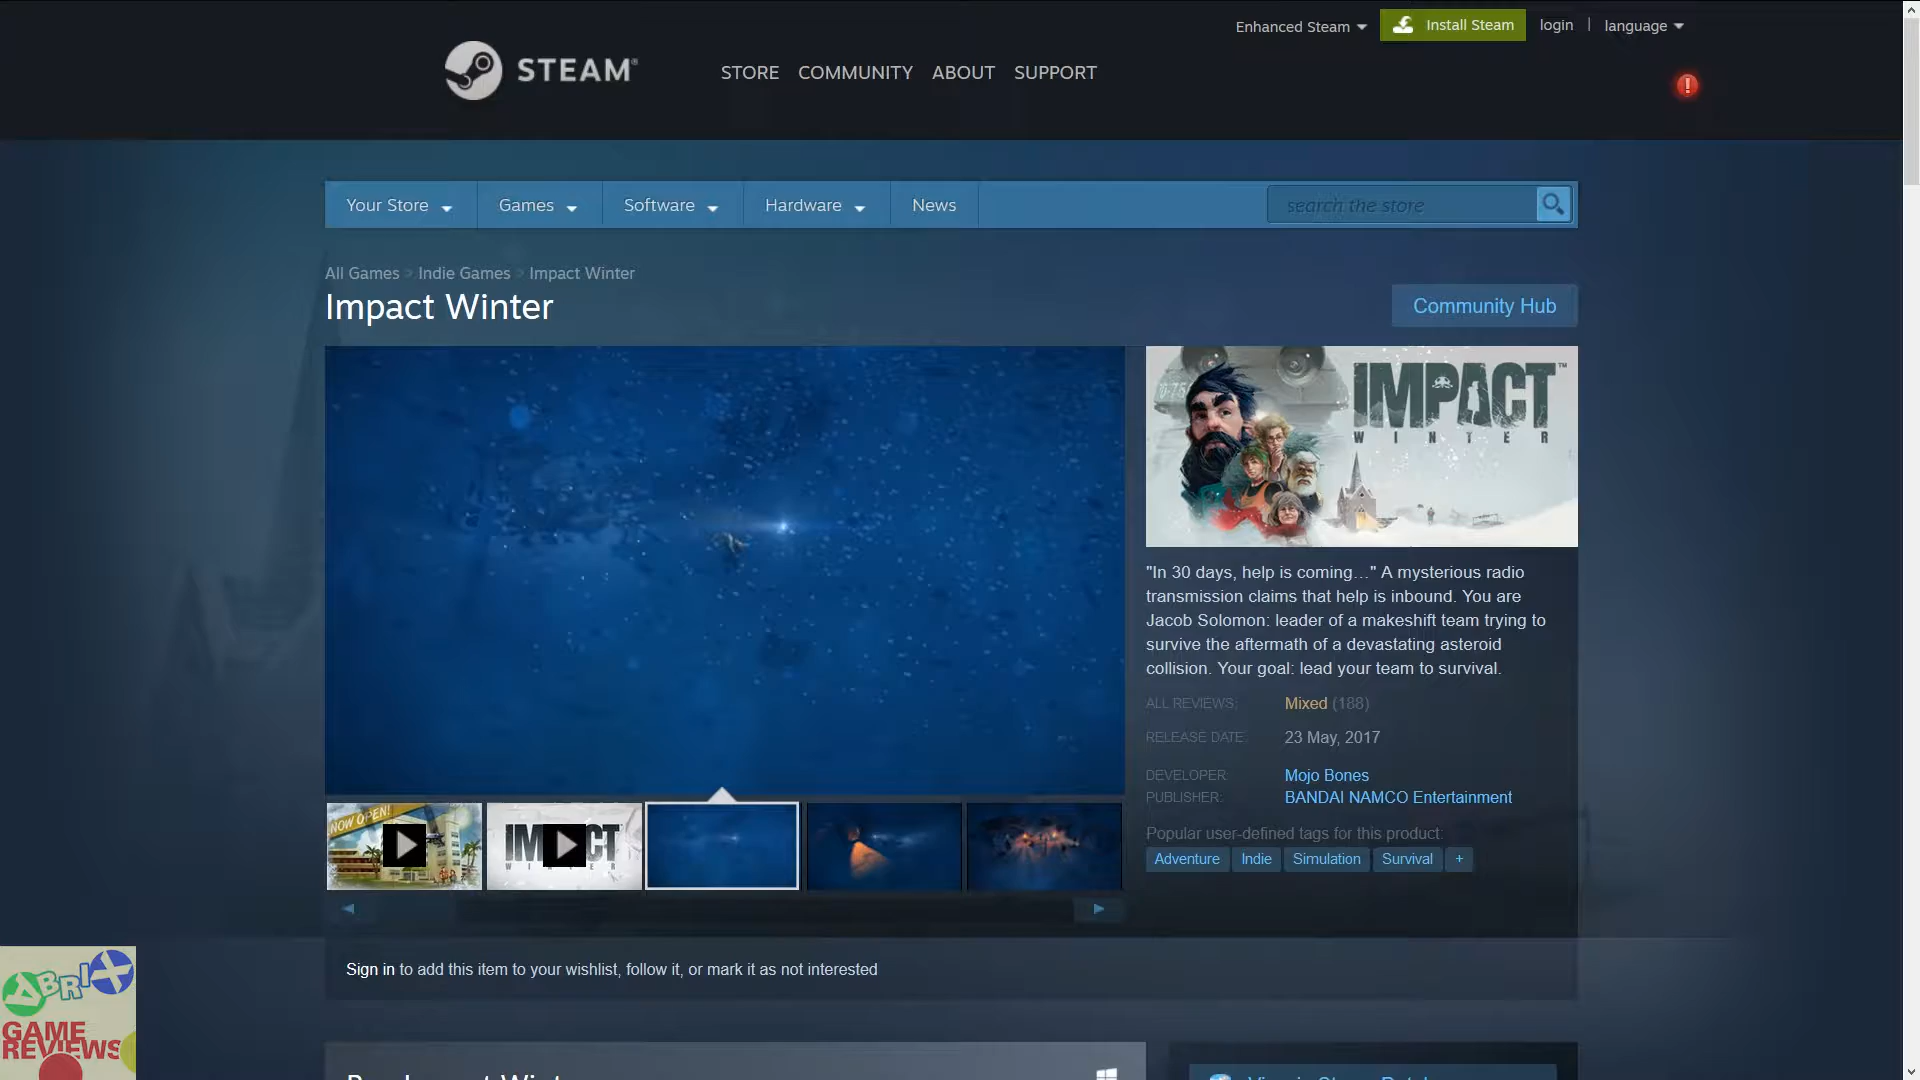 Enhanced Steam
Install Steam
login
language
STEAM®
STORE
COMMUNITY
ABOUT
SUPPORT
!
Your Store
Games
Software
Hardware
News
search the store
All Games > Indie Games > Impact Winter
Impact Winter
Community Hub
IMPACT™
WINTER
"In 30 days, help is coming…" A mysterious radio
transmission claims that help is inbound. You are
Jacob Solomon: leader of a makeshift team trying to
survive the aftermath of a devastating asteroid
collision. Your goal: lead your team to survival.
ALL REVIEWS: Mixed (188)
RELEASE DATE: 23 May, 2017
DEVELOPER: Mojo Bones
PUBLISHER: BANDAI NAMCO Entertainment
Popular user-defined tags for this product:
Adventure
Indie
Simulation
Survival
+
NOW OPEN!
WINTER
Sign in to add this item to your wishlist, follow it, or mark it as not interested
ABRIX
GAME
REVIEWS